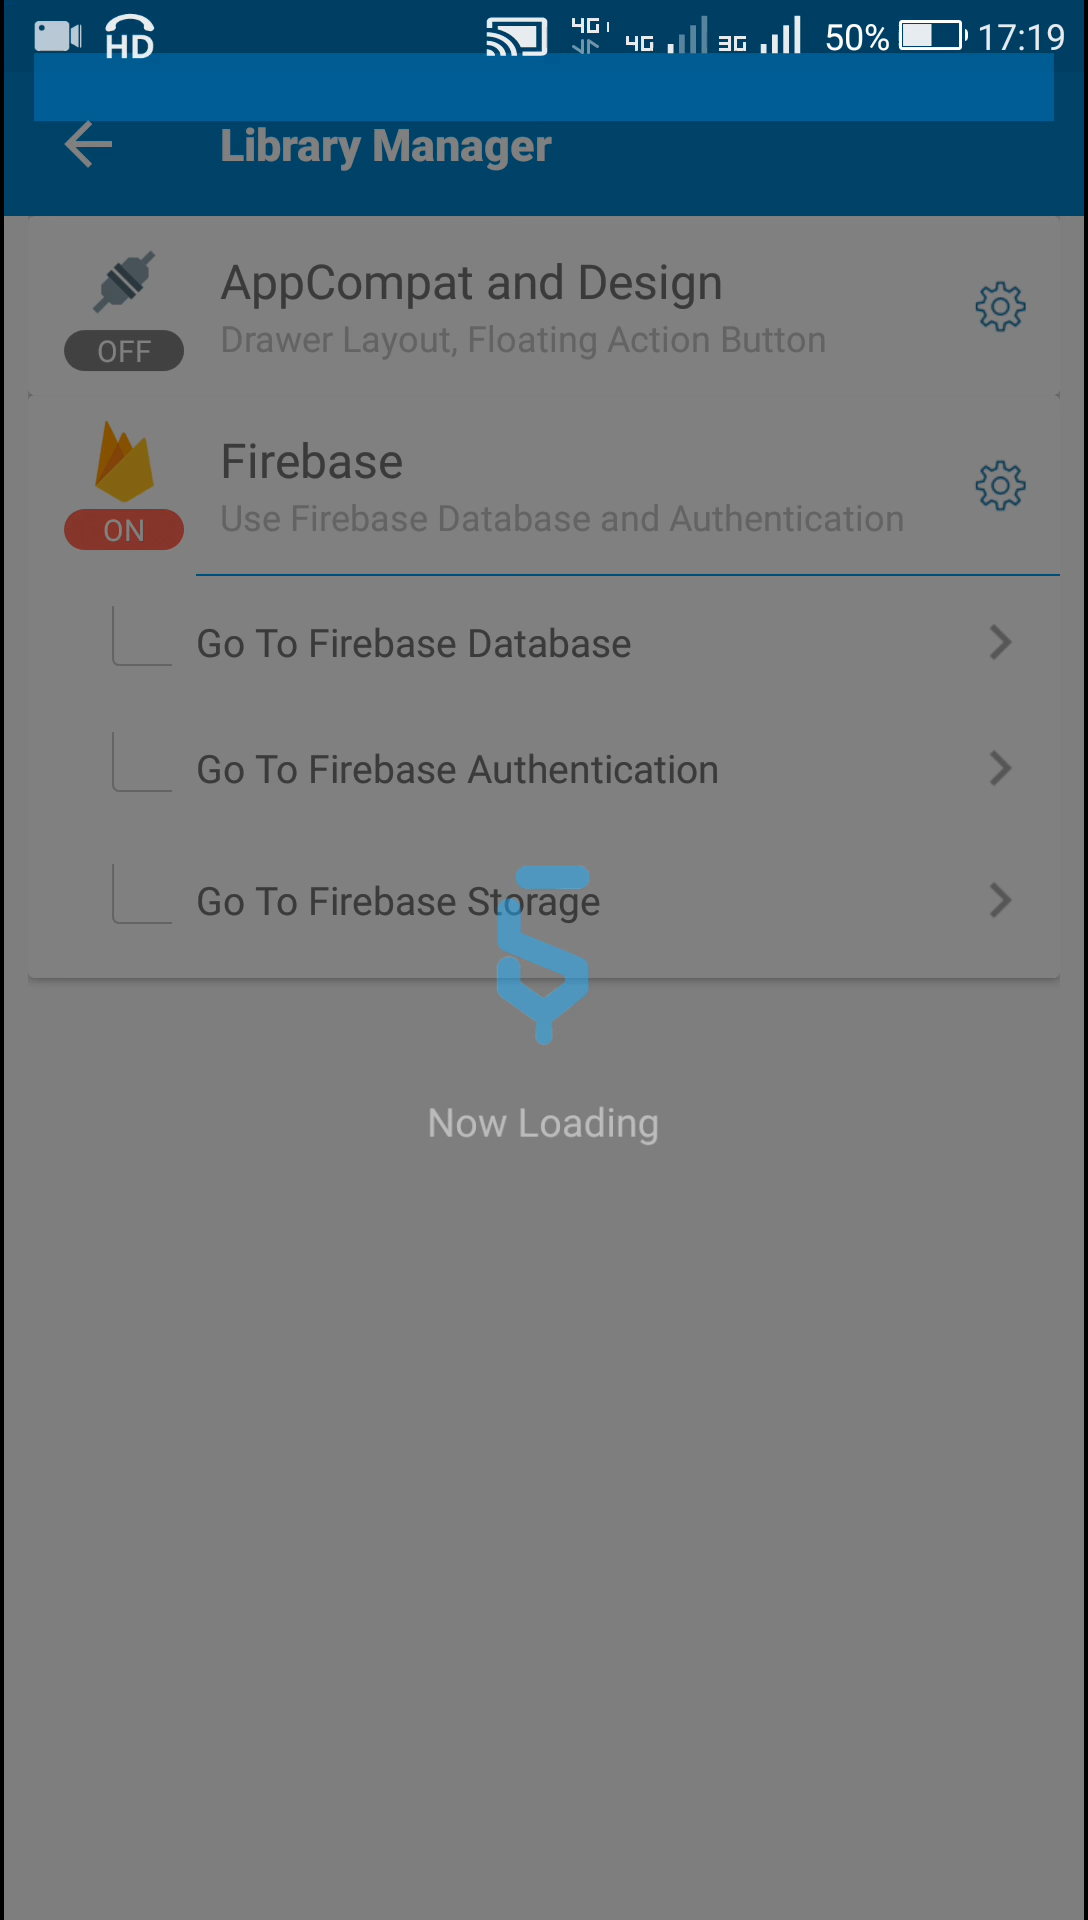 HD 4G 4G 3G 50% 17:19
Library Manager
AppCompat and Design
Drawer Layout, Floating Action Button
OFF
Firebase
Use Firebase Database and Authentication
ON
Go To Firebase Database
Go To Firebase Authentication
Go To Firebase Storage
Now Loading